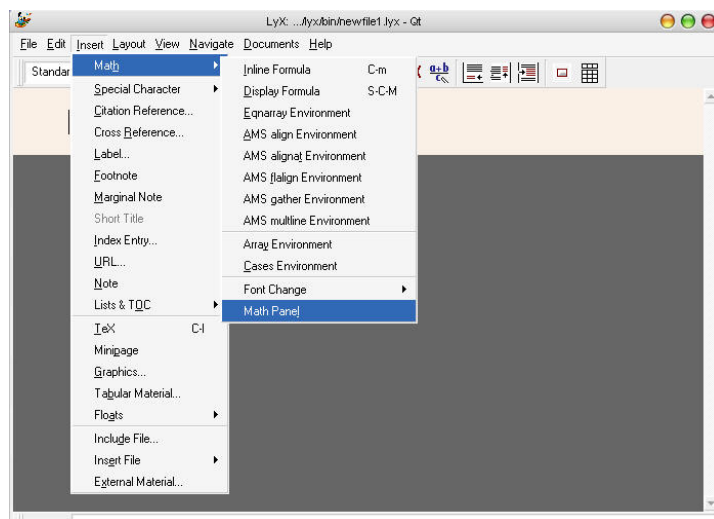 LyX: .../lyx/bin/newfile1.lyx - Qt
File Edit Insert Layout View Navigate Documents Help
Standar
a+b
Math
Special Character
Citation Reference...
Cross Reference...
Label...
Footnote
Marginal Note
Short Title
Index Entry...
URL...
Note
Lists & TOC
TeX C-l
Minipage
Graphics...
Tabular Material...
Floats
Include File...
Insert File
External Material...
Inline Formula C-m
Display Formula S-C-M
Eqnarray Environment
AMS align Environment
AMS alignat Environment
AMS flalign Environment
AMS gather Environment
AMS multline Environment
Array Environment
Cases Environment
Font Change
Math Panel